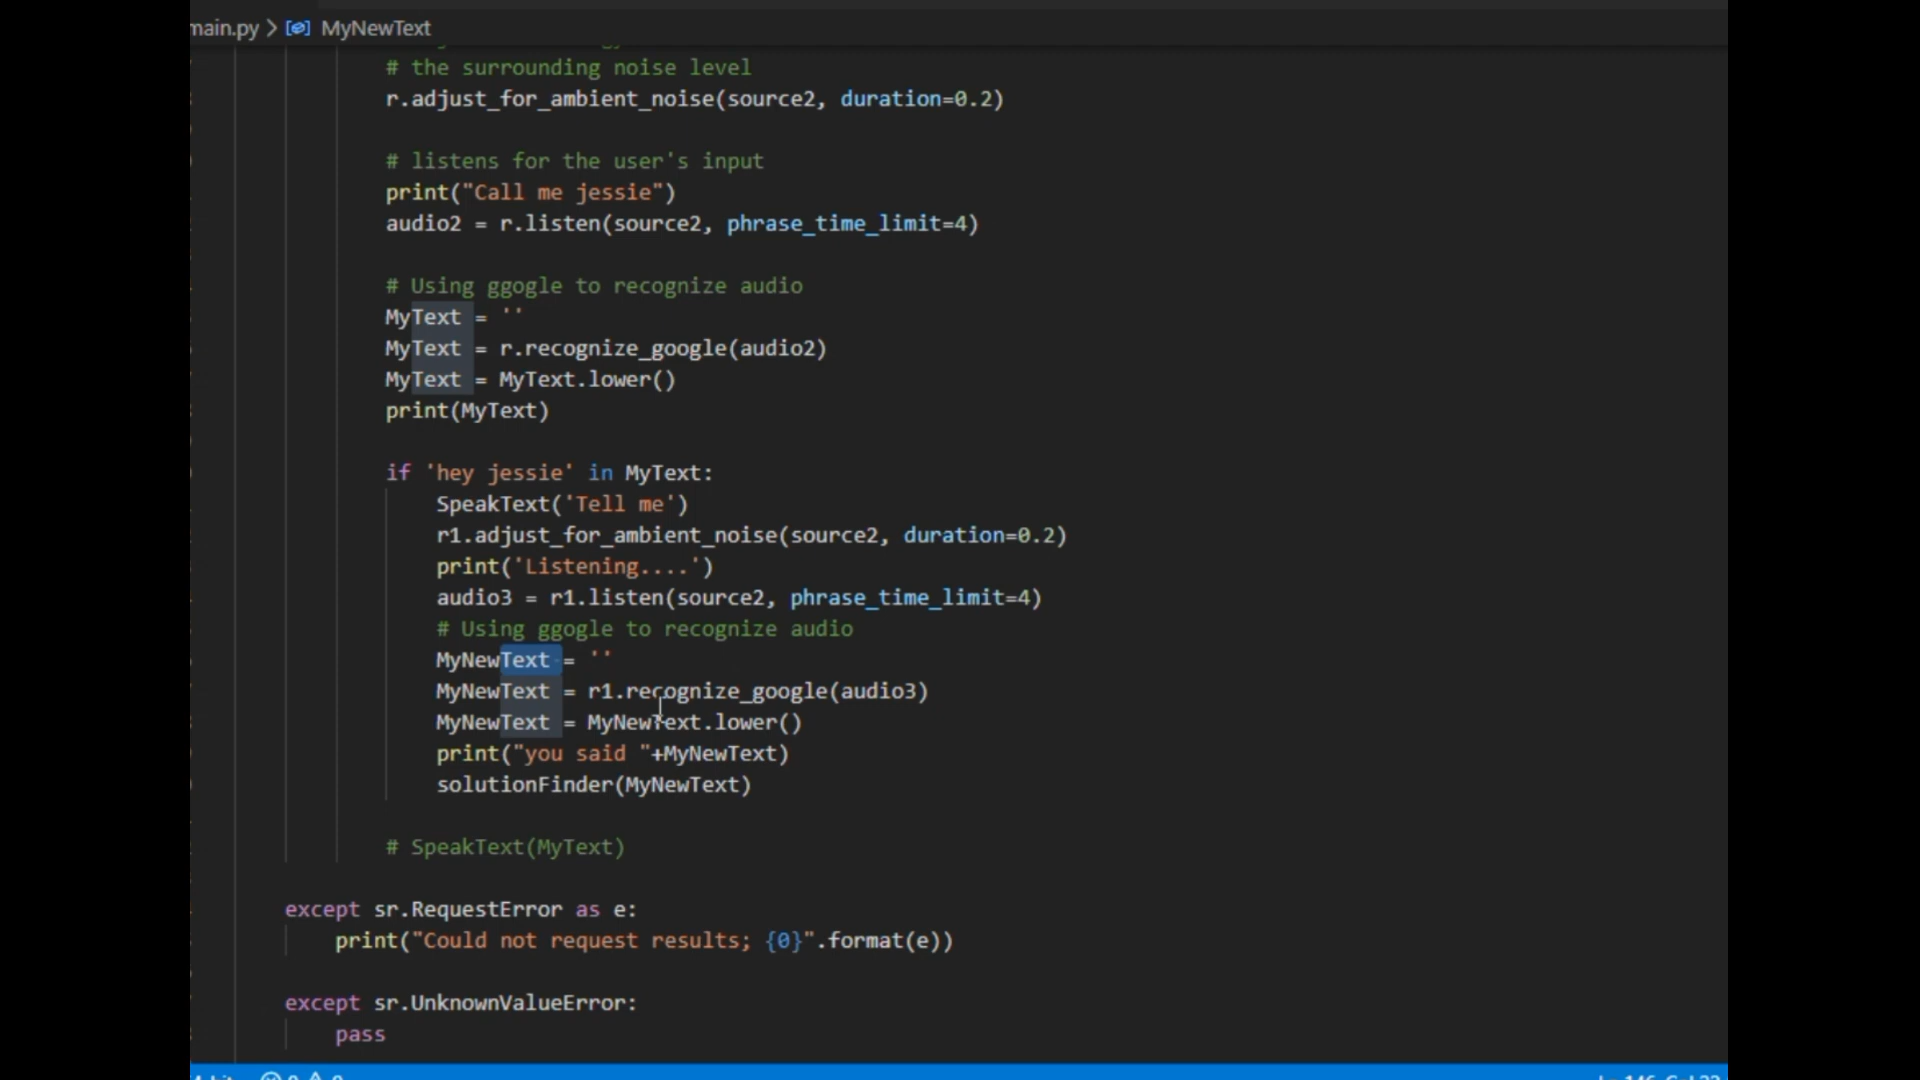 main.py > MyNewText
# the surrounding noise level
r.adjust_for_ambient_noise(source2, duration=0.2)
# listens for the user's input
print("Call me jessie")
audio2 = r.listen(source2, phrase_time_limit=4)
# Using ggogle to recognize audio
MyText = ''
MyText = r.recognize_google(audio2)
MyText = MyText.lower()
print(MyText)
if 'hey jessie' in MyText:
SpeakText('Tell me')
r1.adjust_for_ambient_noise(source2, duration=0.2)
print('Listening....')
audio3 = r1.listen(source2, phrase_time_limit=4)
# Using ggogle to recognize audio
MyNewText = ''
MyNewText = r1.recognize_google(audio3)
MyNewText = MyNewText.lower()
print("you said "+MyNewText)
solutionFinder(MyNewText)
# SpeakText(MyText)
except sr.RequestError as e:
print("Could not request results; {0}".format(e))
except sr.UnknownValueError:
pass